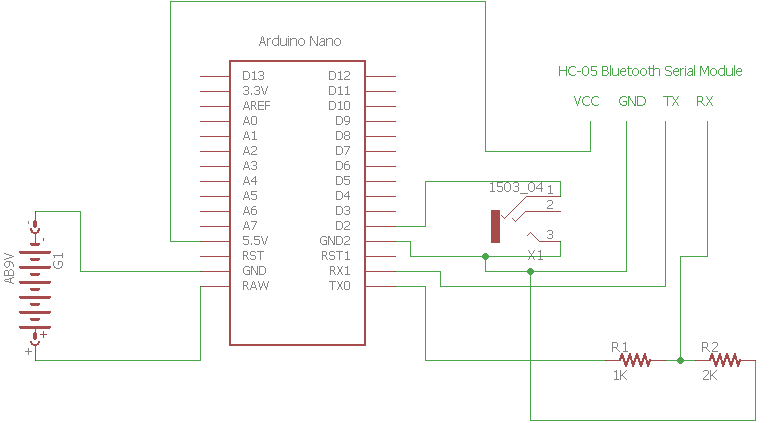 Arduino Nano
HC-05 Bluetooth Serial Module
VCC GND TX RX
D13 D12
3.3V D11
AREF D10
A0 D9
A1 D8
A2 D7
A3 D6
A4 D5
A5 D4
A6 D3
A7 D2
5.5V GND2
RST RST1
GND RX1
RAW TX0
1503_04
1
2
3
X1
AB9V
G1
-
-
+
+
R1
1K
R2
2K